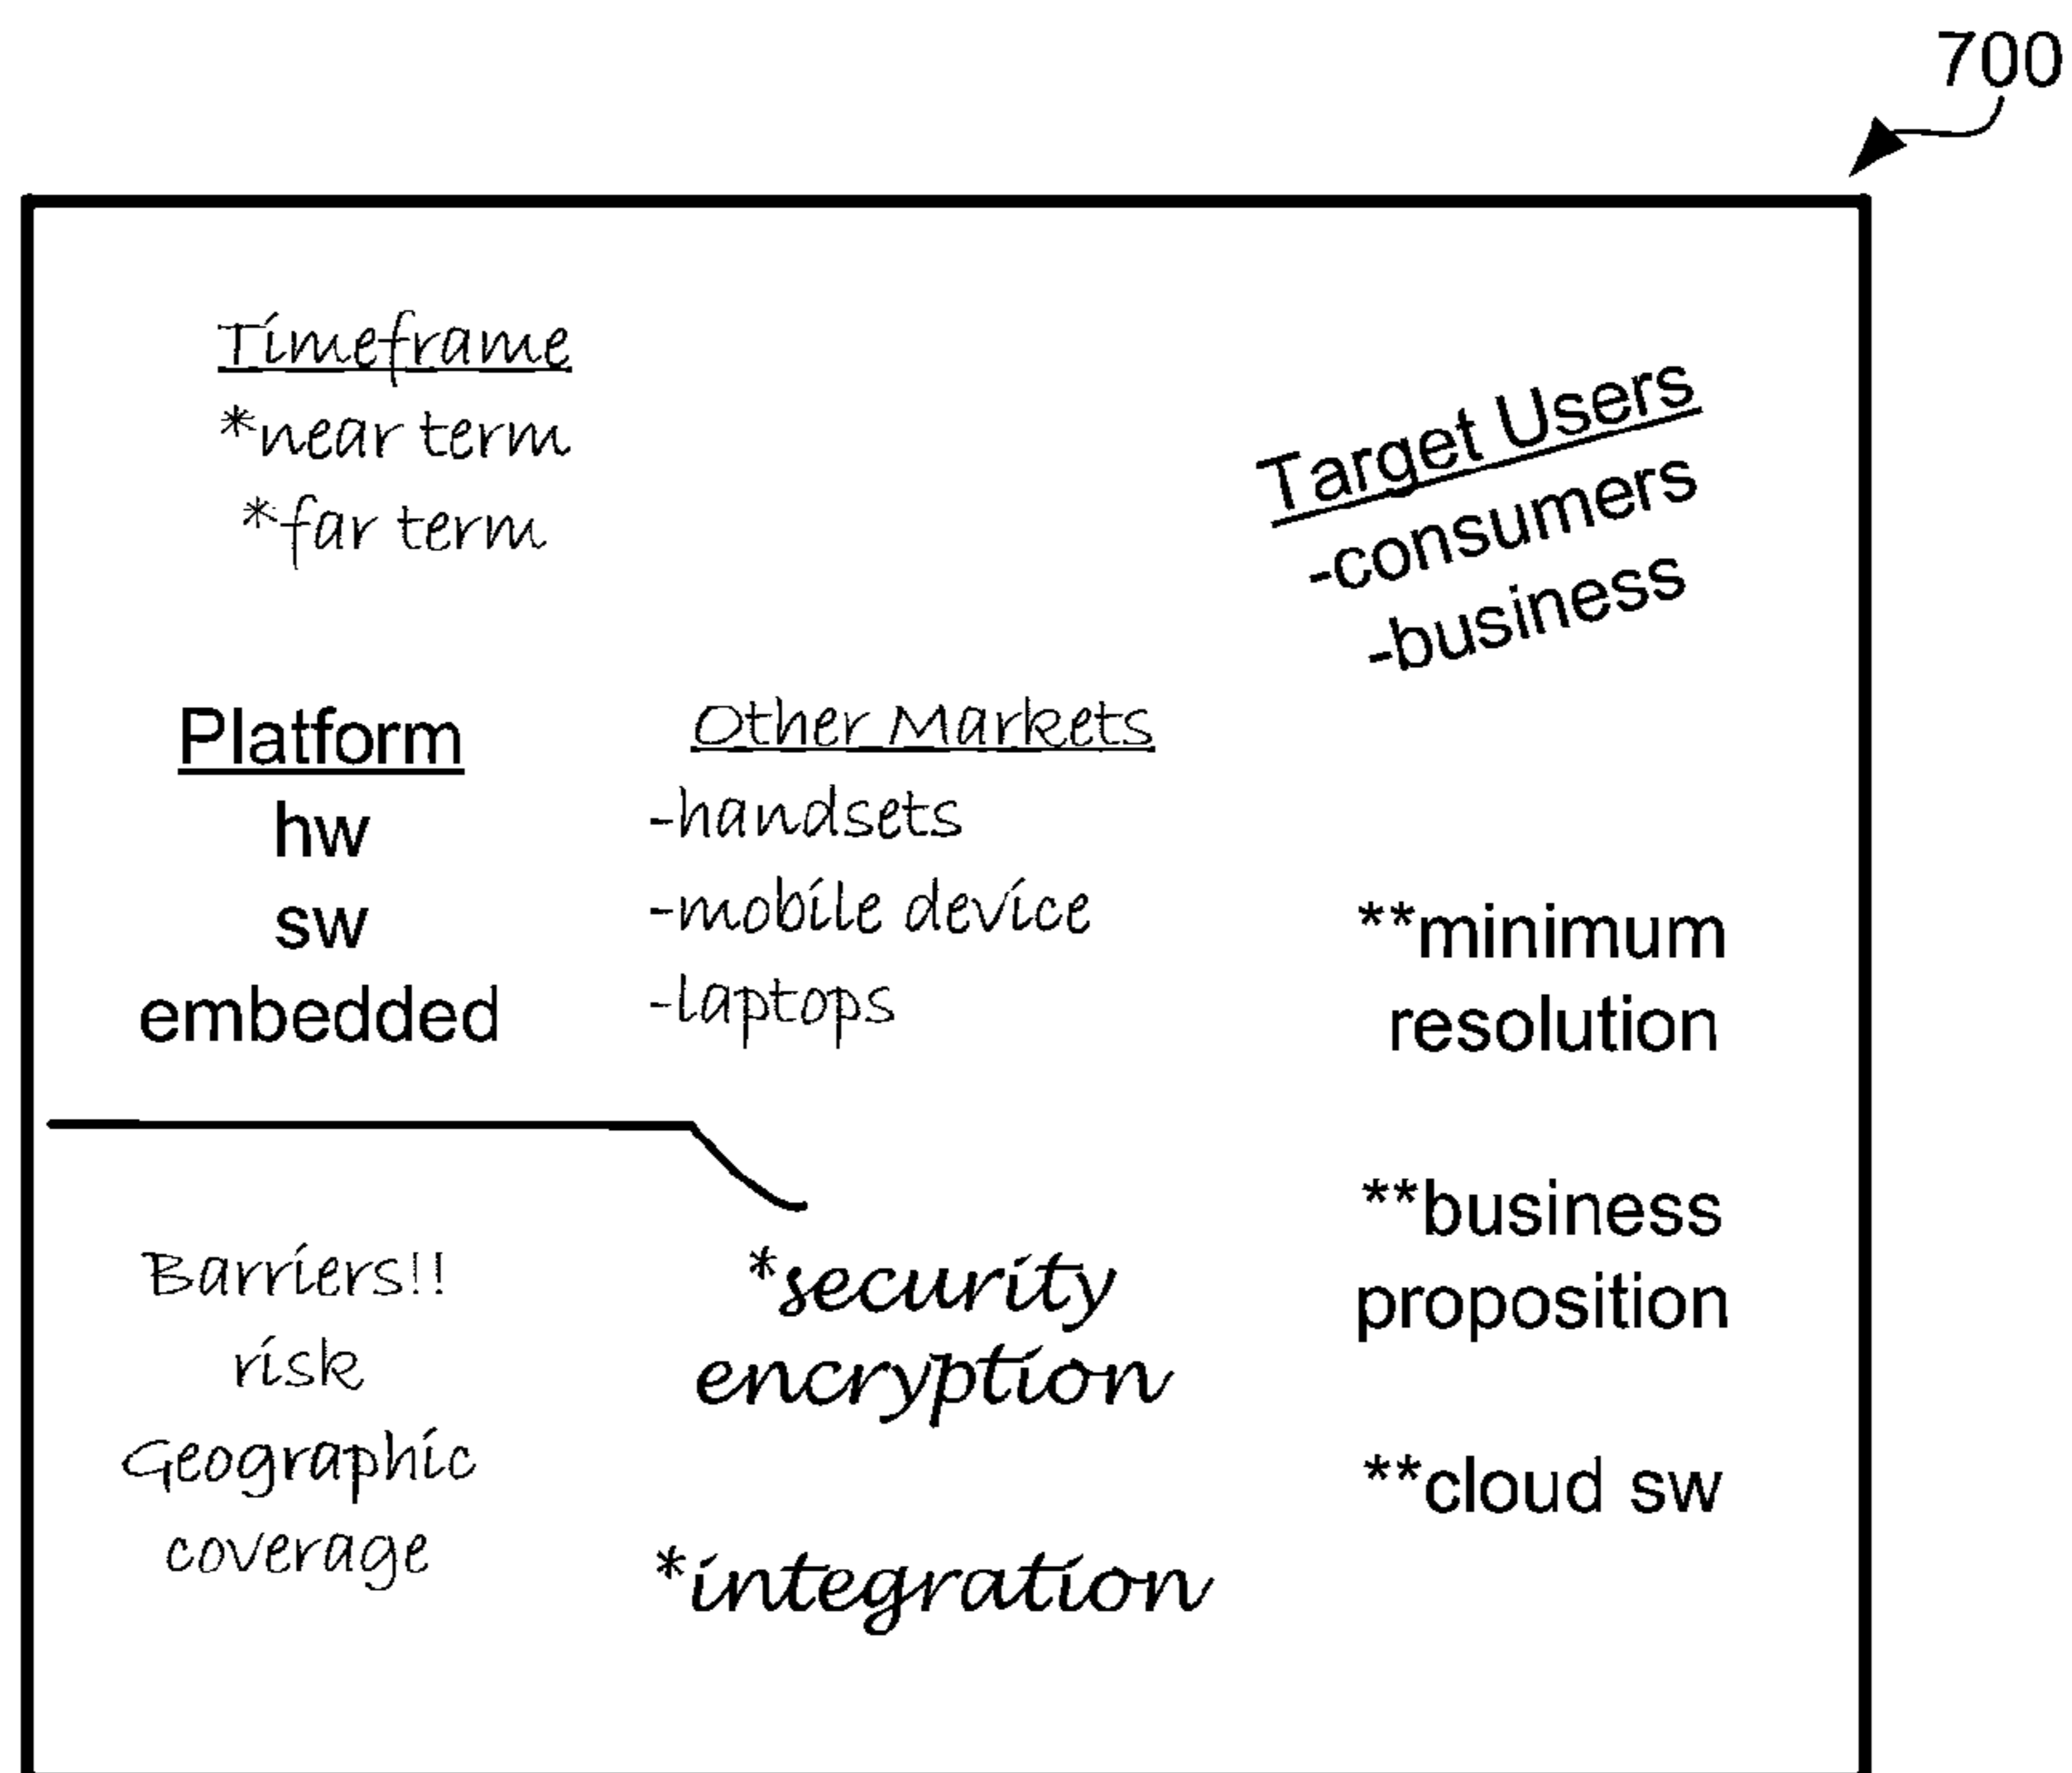 700
Timeframe
*near term
*far term
Target Users
-consumers
-business
Platform
hw
sw
embedded
Other Markets
-handsets
-mobile device
-laptops
**minimum
resolution
**business
proposition
**cloud sw
Barriers!!
risk
Geographic
coverage
*security
encryption
*integration